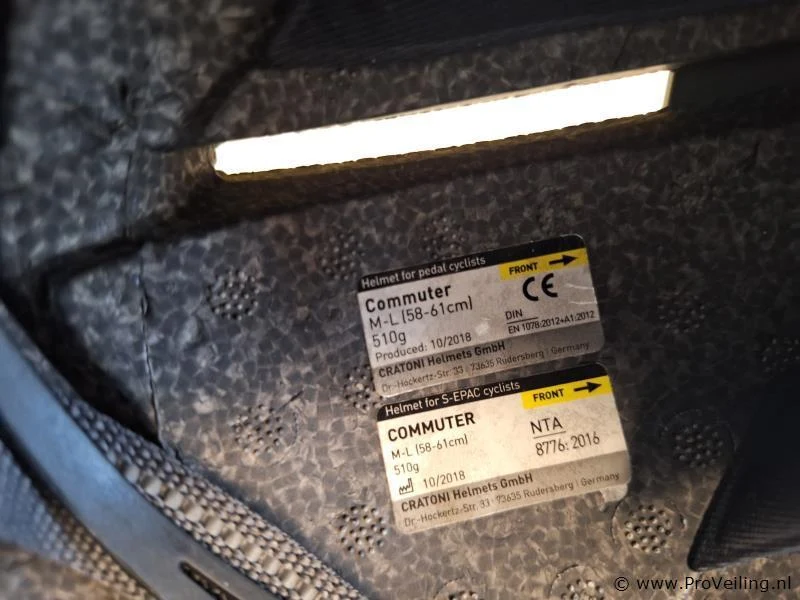 Helmet for pedal cyclists
FRONT
Commuter
M-L (58-61cm)
510g
Produced: 10/2018
CE
DIN
EN 1078:2012+A1:2012
CRATONI Helmets GmbH
Dr.-Hockertz-Str. 33 · 73635 Rudersberg | Germany
Helmet for S-EPAC cyclists
FRONT
COMMUTER
M-L (58-61cm)
510g
10/2018
NTA
8776:2016
CRATONI Helmets GmbH
Dr.-Hockertz-Str. 33 · 73635 Rudersberg | Germany
© www.ProVeiling.nl